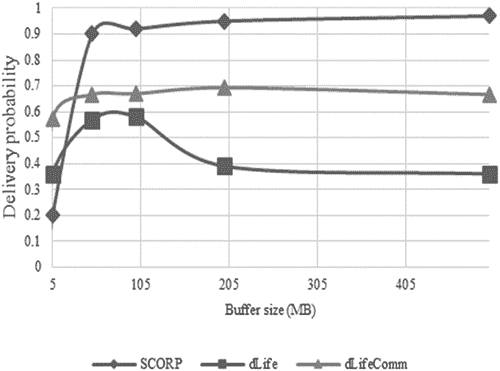 Delivery probability
1
0.9
0.8
0.7
0.6
0.5
0.4
0.3
0.2
0.1
0
5 105 205 305 405
Buffer size (MB)
SCORP dLife dLifeComm